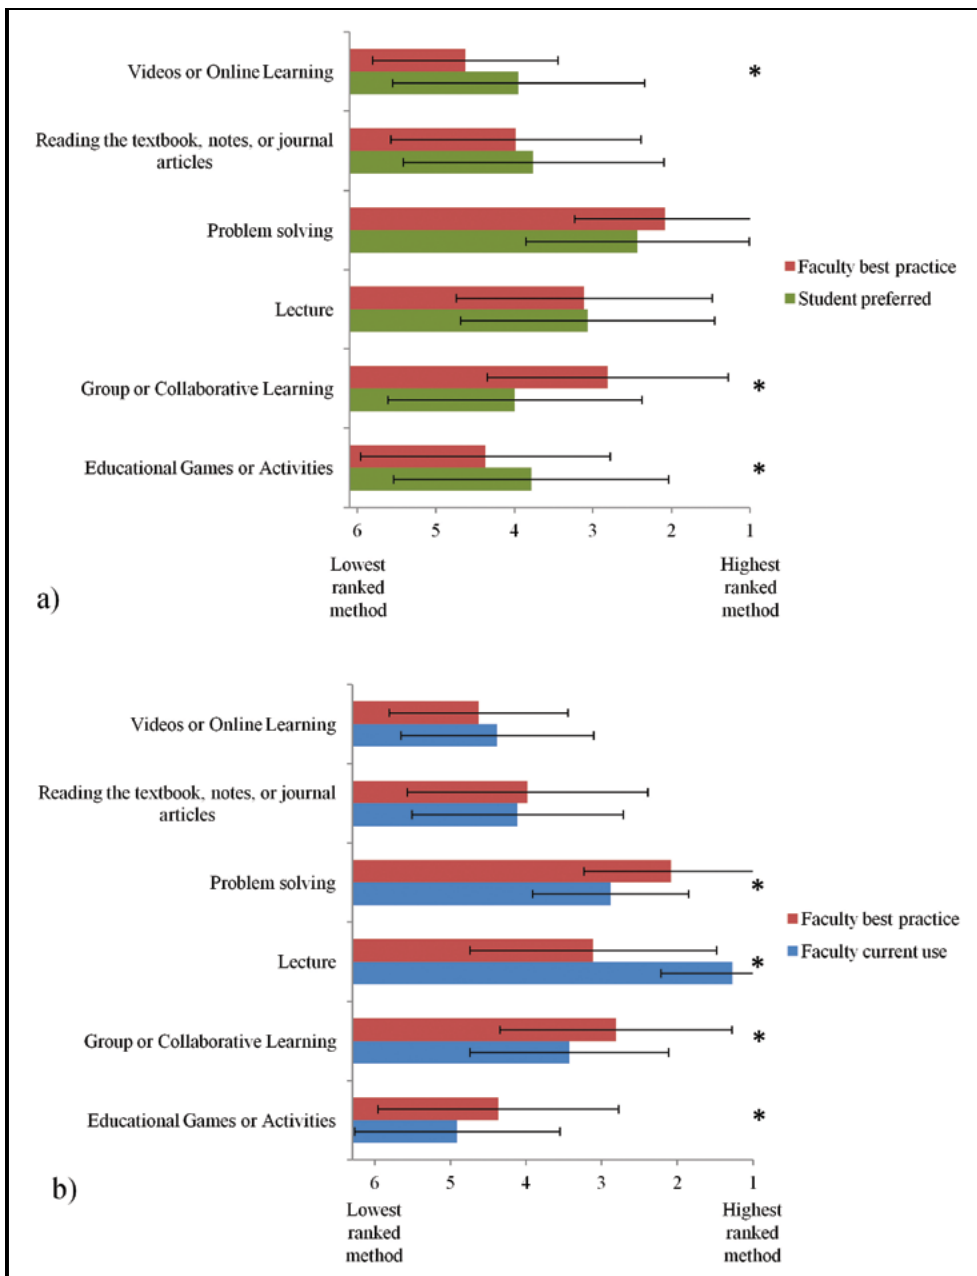 Videos or Online Learning
*
Reading the textbook, notes, or journal
articles
Problem solving
Faculty best practice
Student preferred
Lecture
Group or Collaborative Learning
*
Educational Games or Activities
*
6 5 4 3 2 1
Lowest
ranked
method
Highest
ranked
method
a)
Videos or Online Learning
Reading the textbook, notes, or journal
articles
Problem solving
*
Faculty best practice
Faculty current use
Lecture
*
Group or Collaborative Learning
*
Educational Games or Activities
*
6 5 4 3 2 1
Lowest
ranked
method
Highest
ranked
method
b)